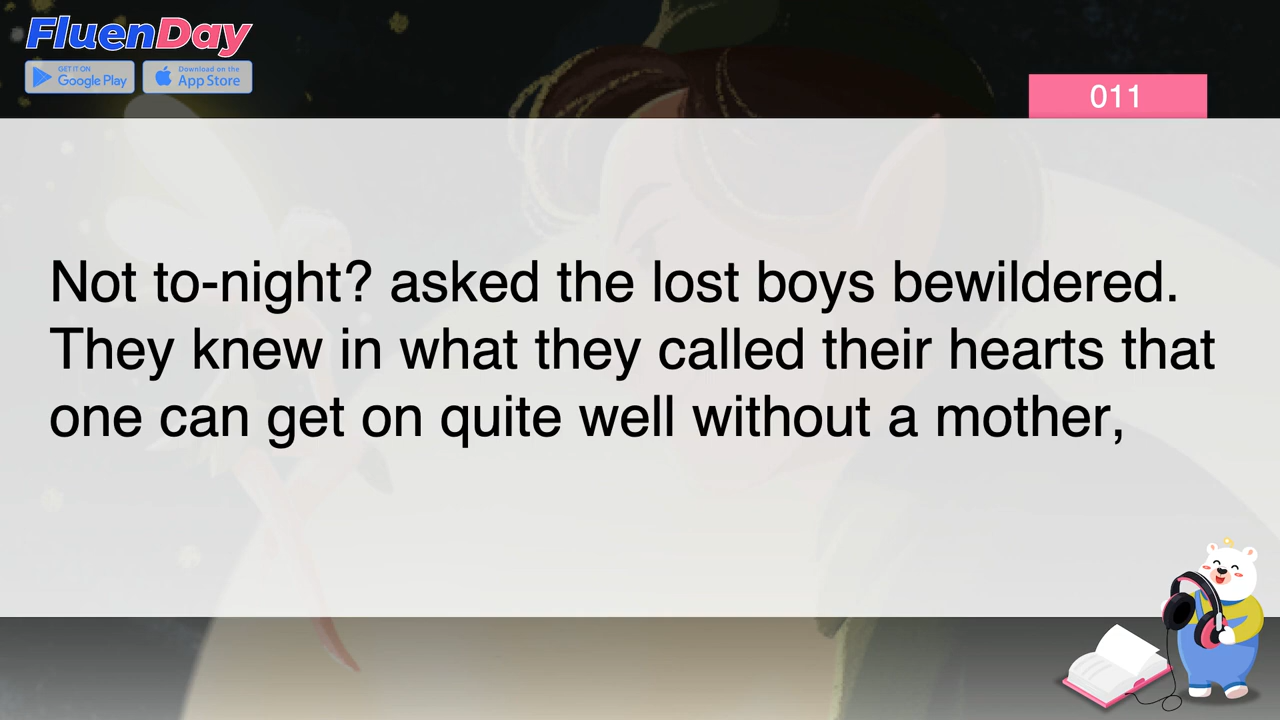 FluenDay
GET IT ON
Google Play
Download on the
App Store
011
Not to-night? asked the lost boys bewildered.
They knew in what they called their hearts that
one can get on quite well without a mother,